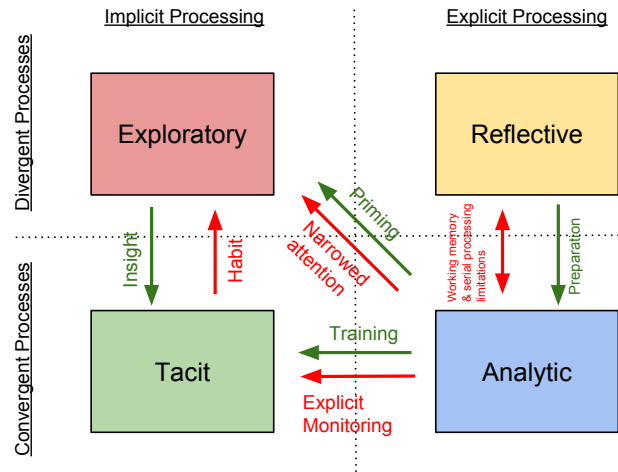 Implicit Processing
Explicit Processing
Divergent Processes
Exploratory
Reflective
Insight
Habit
Priming
Narrowed
attention
Working memory
& serial processing
limitations
Preparation
Convergent Processes
Tacit
Training
Explicit
Monitoring
Analytic